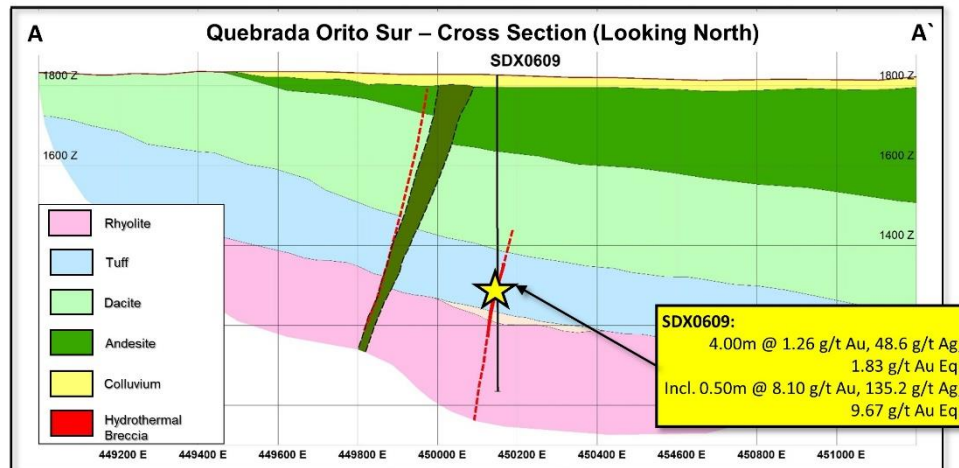 A
Quebrada Orito Sur – Cross Section (Looking North)
A`
SDX0609
1800 Z
1800 Z
1600 Z
1600 Z
1400 Z
Rhyolite
Tuff
Dacite
Andesite
Colluvium
Hydrothermal
Breccia
SDX0609:
4.00m @ 1.26 g/t Au, 48.6 g/t Ag
1.83 g/t Au Eq
Incl. 0.50m @ 8.10 g/t Au, 135.2 g/t Ag
9.67 g/t Au Eq
449200 E 449400 E 449600 E 449800 E 450000 E 450200 E 450400 E 450600 E 450800 E 451000 E